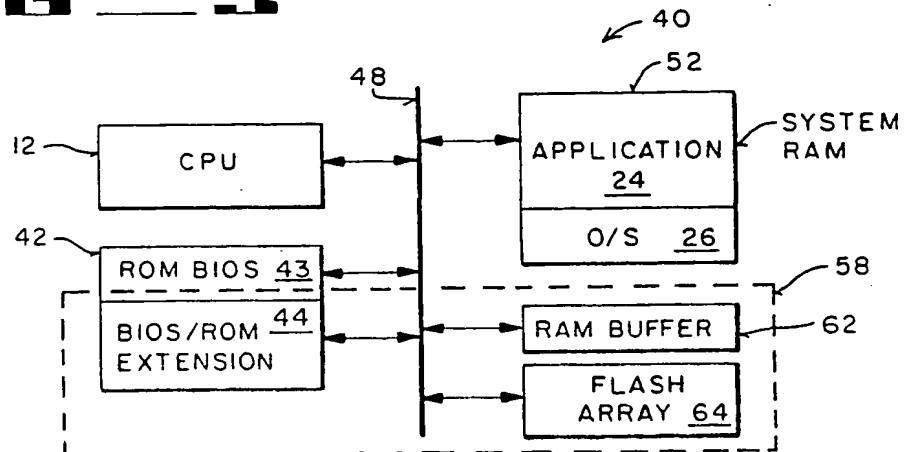 40
52
48
12
CPU
APPLICATION
24
SYSTEM
RAM
O/S 26
42
ROM BIOS 43
58
BIOS/ROM 44
EXTENSION
RAM BUFFER
62
FLASH
ARRAY 64